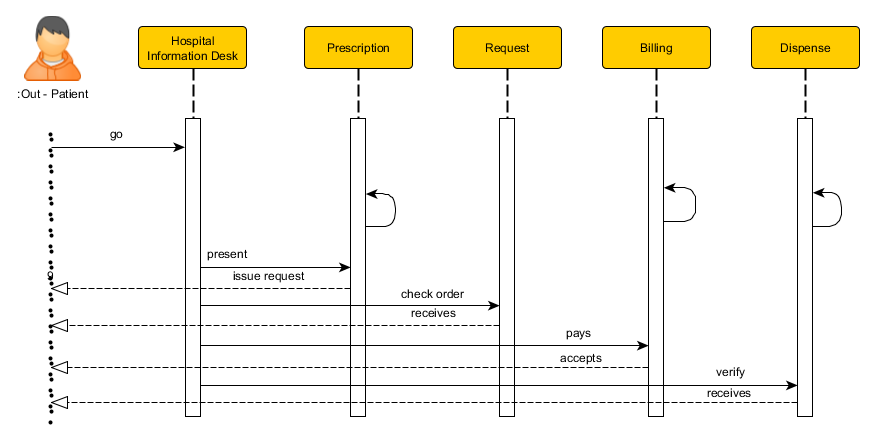 Hospital
Information Desk
Prescription
Request
Billing
Dispense
:Out - Patient
go
present
issue request
check order
receives
pays
accepts
verify
receives